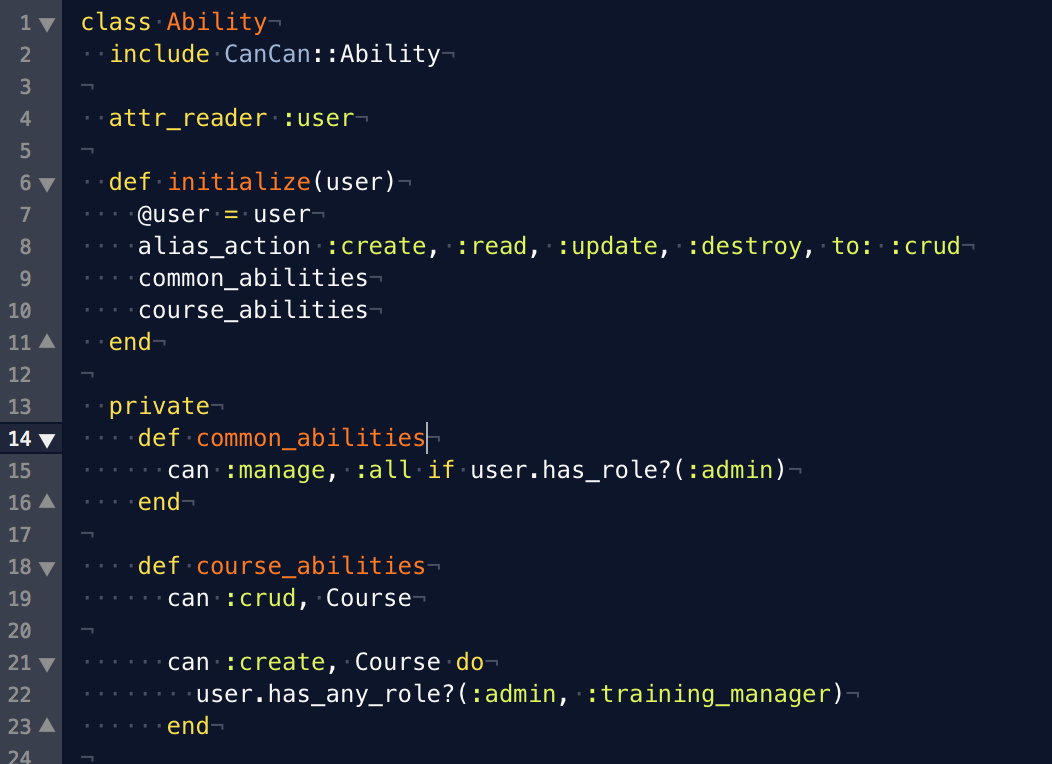 1 class Ability¬
2   include CanCan::Ability¬
3 ¬
4   attr_reader :user¬
5 ¬
6   def initialize(user)¬
7     @user = user¬
8     alias_action :create, :read, :update, :destroy, to: :crud¬
9     common_abilities¬
10     course_abilities¬
11   end¬
12 ¬
13   private¬
14     def common_abilities¬
15       can :manage, :all if user.has_role?(:admin)¬
16     end¬
17 ¬
18     def course_abilities¬
19       can :crud, Course¬
20 ¬
21       can :create, Course do¬
22         user.has_any_role?(:admin, :training_manager)¬
23       end¬
24 ¬